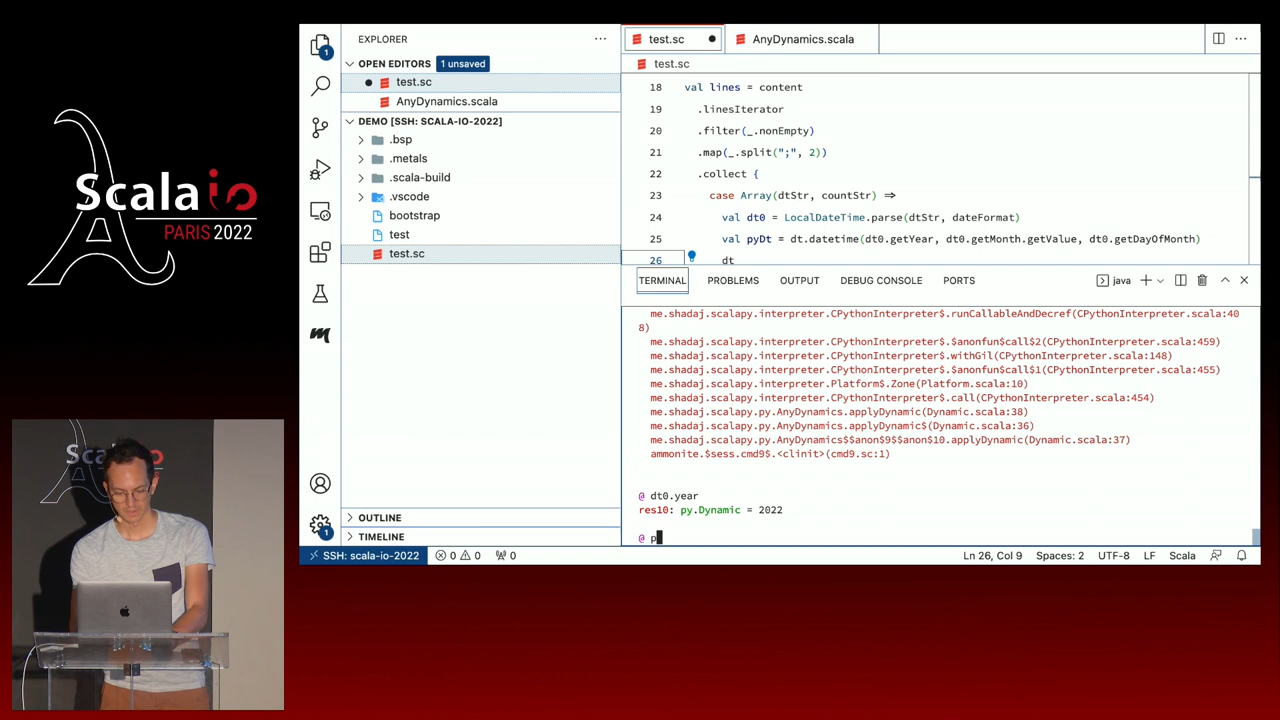 Scala io
PARIS 2022
EXPLORER
OPEN EDITORS 1 unsaved
test.sc
AnyDynamics.scala
DEMO [SSH: SCALA-IO-2022]
.bsp
.metals
.scala-build
.vscode
bootstrap
test
test.sc
OUTLINE
TIMELINE
1
1
test.sc
AnyDynamics.scala
test.sc
18 val lines = content
19 .linesIterator
20 .filter(_.nonEmpty)
21 .map(_.split(";", 2))
22 .collect {
23 case Array(dtStr, countStr) ⇒
24 val dt0 = LocalDateTime.parse(dtStr, dateFormat)
25 val pyDt = dt.datetime(dt0.getYear, dt0.getMonth.getValue, dt0.getDayOfMonth)
26 dt
TERMINAL PROBLEMS OUTPUT DEBUG CONSOLE PORTS java
me.shadaj.scalapy.interpreter.CPythonInterpreter$.runCallableAndDecref(CPythonInterpreter.scala:40
8)
me.shadaj.scalapy.interpreter.CPythonInterpreter$.$anonfun$call$2(CPythonInterpreter.scala:459)
me.shadaj.scalapy.interpreter.CPythonInterpreter$.withGil(CPythonInterpreter.scala:148)
me.shadaj.scalapy.interpreter.CPythonInterpreter$.$anonfun$call$1(CPythonInterpreter.scala:455)
me.shadaj.scalapy.interpreter.Platform$.Zone(Platform.scala:10)
me.shadaj.scalapy.interpreter.CPythonInterpreter$.call(CPythonInterpreter.scala:454)
me.shadaj.scalapy.py.AnyDynamics.applyDynamic(Dynamic.scala:38)
me.shadaj.scalapy.py.AnyDynamics.applyDynamic$(Dynamic.scala:36)
me.shadaj.scalapy.py.AnyDynamics$$anon$9$$anon$10.applyDynamic(Dynamic.scala:37)
ammonite.$sess.cmd9$.<clinit>(cmd9.sc:1)
@ dt0.year
res10: py.Dynamic = 2022
@ p
SSH: scala-io-2022 0 0 0 Ln 26, Col 9 Spaces: 2 UTF-8 LF Scala